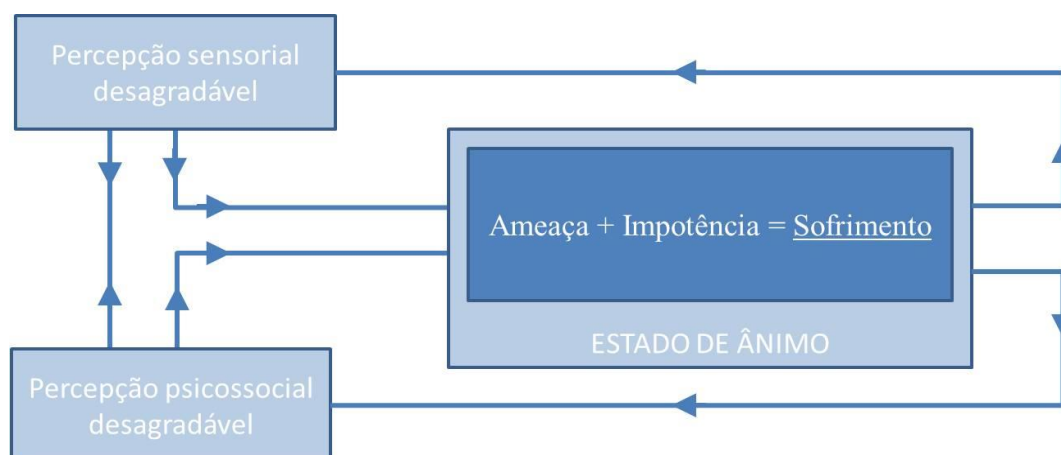 Percepção sensorial
desagradável
Ameaça + Impotência = Sofrimento
ESTADO DE ÂNIMO
Percepção psicossocial
desagradável